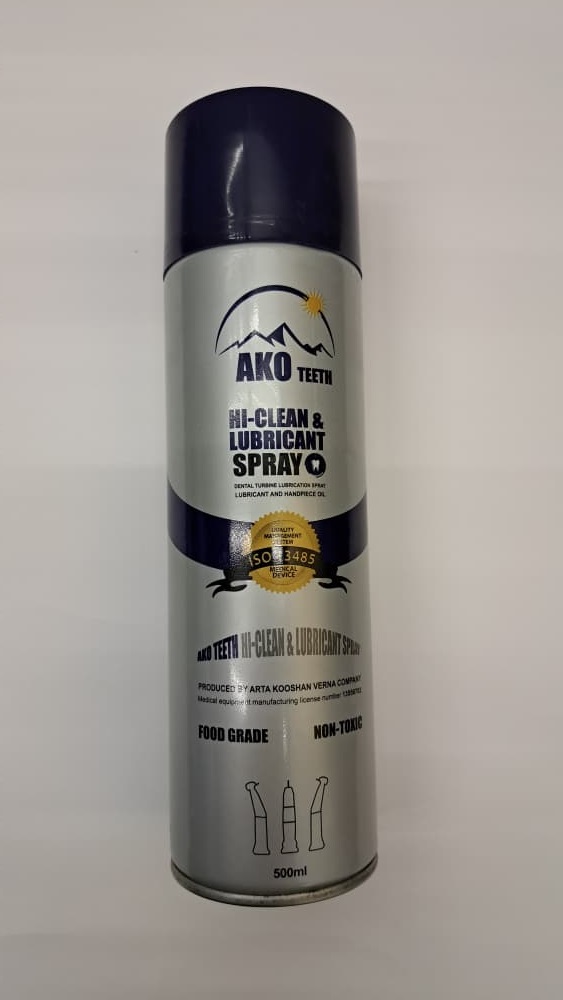 AKO TEETH
HI-CLEAN &
LUBRICANT
SPRAY
DENTAL TURBINE LUBRICATION SPRAY
LUBRICANT AND HANDPIECE OIL
QUALITY
MANAGEMENT
SYSTEM
ISO 13485
MEDICAL
DEVICE
AKO TEETH HI-CLEAN & LUBRICANT SPRAY
PRODUCED BY ARTA KOOSHAN VERNA COMPANY
Medical equipment manufacturing license number
FOOD GRADE NON-TOXIC
500ml